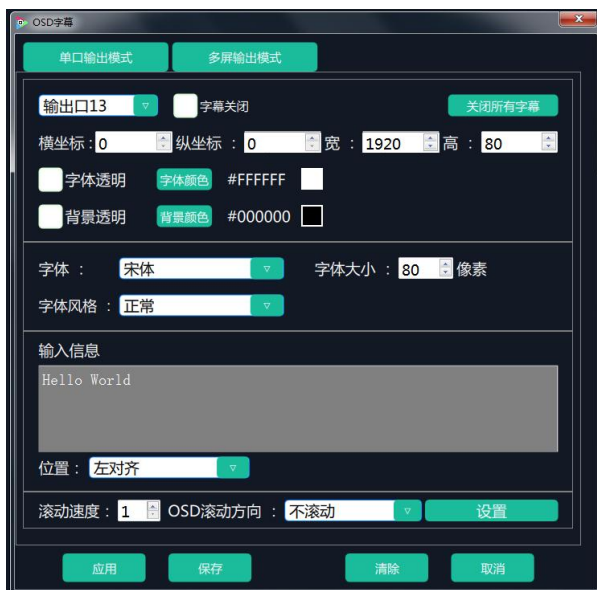 OSD字幕
单口输出模式 多屏输出模式
输出口13 字幕关闭 关闭所有字幕
横坐标: 0 纵坐标 : 0 宽 : 1920 高 : 80
字体透明 字体颜色 #FFFFFF
背景透明 背景颜色 #000000
字体 : 宋体 字体大小 : 80 像素
字体风格 : 正常
输入信息
Hello World
位置 : 左对齐
滚动速度 : 1 OSD滚动方向 : 不滚动 设置
应用 保存 清除 取消